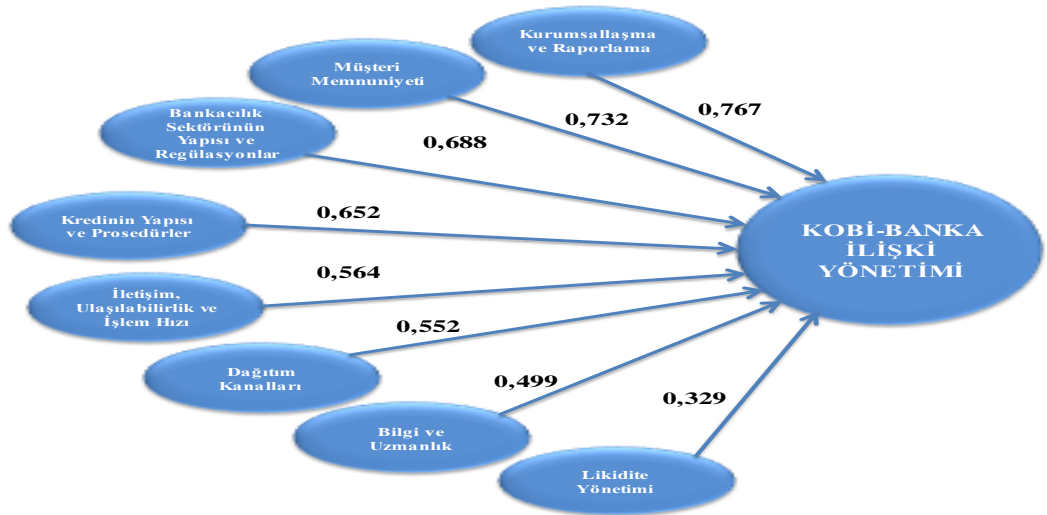 Kurumsallaşma
ve Raporlama
0,767
Müşteri
Memnuniyeti
0,732
Bankacılık
Sektörünün
Yapısı ve
Regülasyonlar
0,688
Kredinin Yapısı
ve Prosedürler
0,652
İletişim,
Ulaşılabilirlik ve
İşlem Hızı
0,564
Dağıtım
Kanalları
0,552
Bilgi ve
Uzmanlık
0,499
Likidite
Yönetimi
0,329
KOBİ-BANKA
İLİŞKİ
YÖNETİMİ